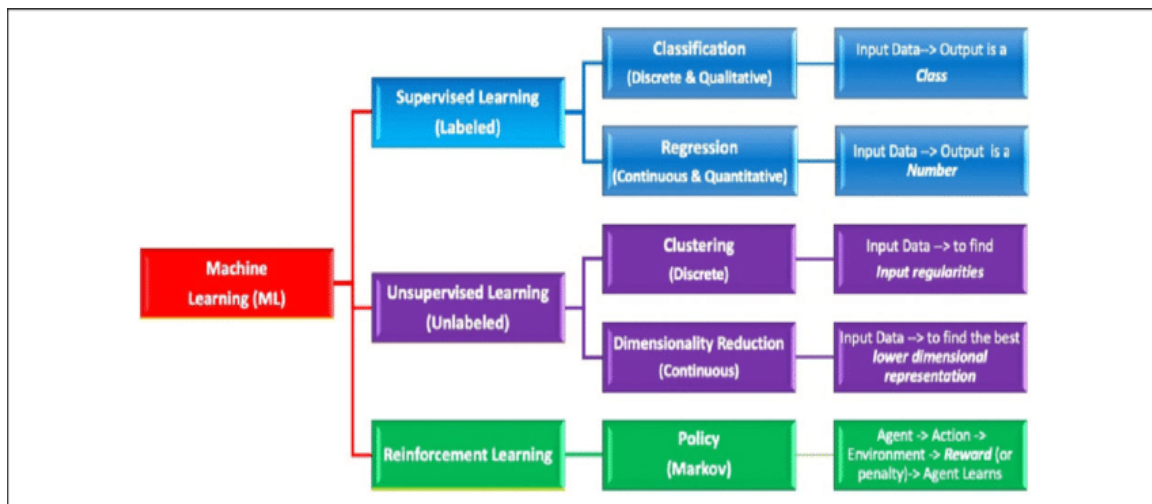 Machine
Learning (ML)
Supervised Learning
(Labeled)
Classification
(Discrete & Qualitative)
Input Data--> Output is a
Class
Regression
(Continuous & Quantitative)
Input Data --> Output is a
Number
Unsupervised Learning
(Unlabeled)
Clustering
(Discrete)
Input Data --> to find
Input regularities
Dimensionality Reduction
(Continuous)
Input Data --> to find the best
lower dimensional
representation
Reinforcement Learning
Policy
(Markov)
Agent -> Action ->
Environment -> Reward (or
penalty)-> Agent Learns